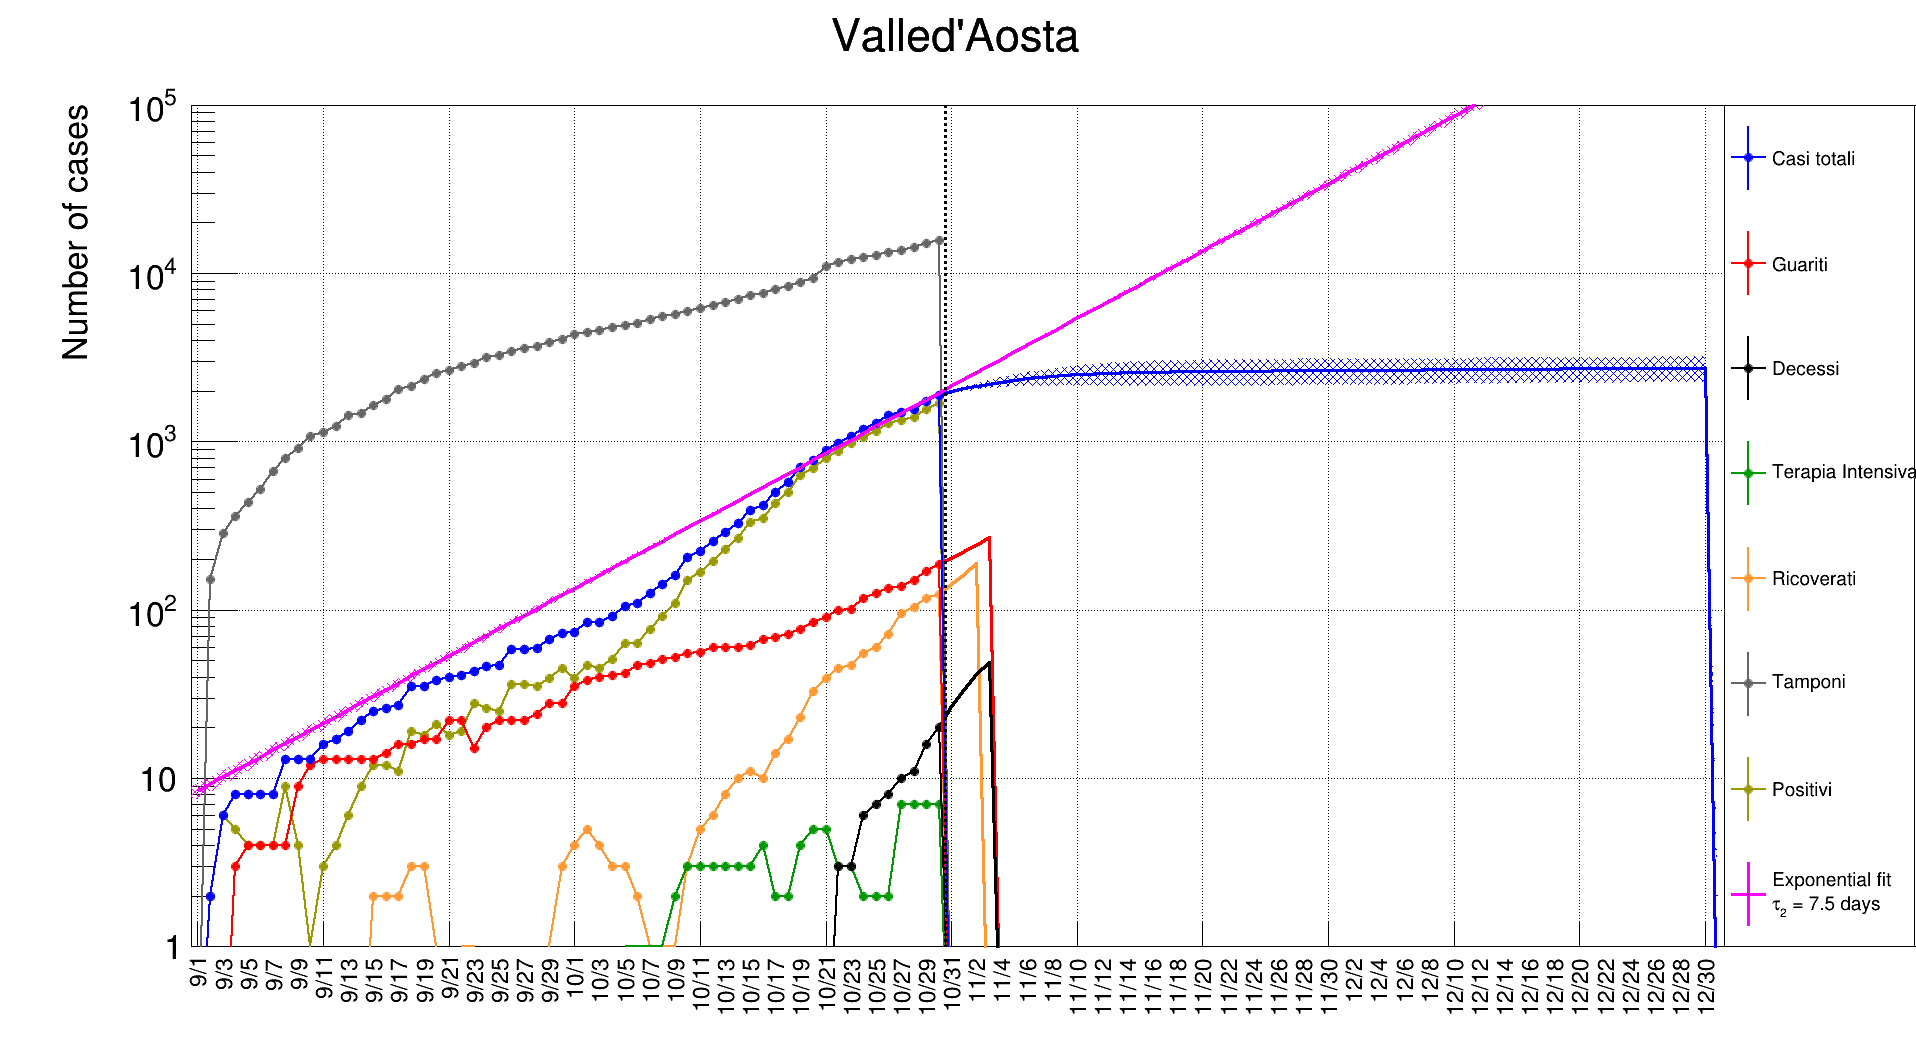 Valled'Aosta
Number of cases
10^5
10^4
10^3
10^2
10
1
9/1 9/3 9/5 9/7 9/9 9/11 9/13 9/15 9/17 9/19 9/21 9/23 9/25 9/27 9/29 10/1 10/3 10/5 10/7 10/9 10/11 10/13 10/15 10/17 10/19 10/21 10/23 10/25 10/27 10/29 10/31 11/2 11/4 11/6 11/8 11/10 11/12 11/14 11/16 11/18 11/20 11/22 11/24 11/26 11/28 11/30 12/2 12/4 12/6 12/8 12/10 12/12 12/14 12/16 12/18 12/20 12/22 12/24 12/26 12/28 12/30
Casi totali
Guariti
Decessi
Terapia Intensiva
Ricoverati
Tamponi
Positivi
Exponential fit
τ₂ = 7.5 days